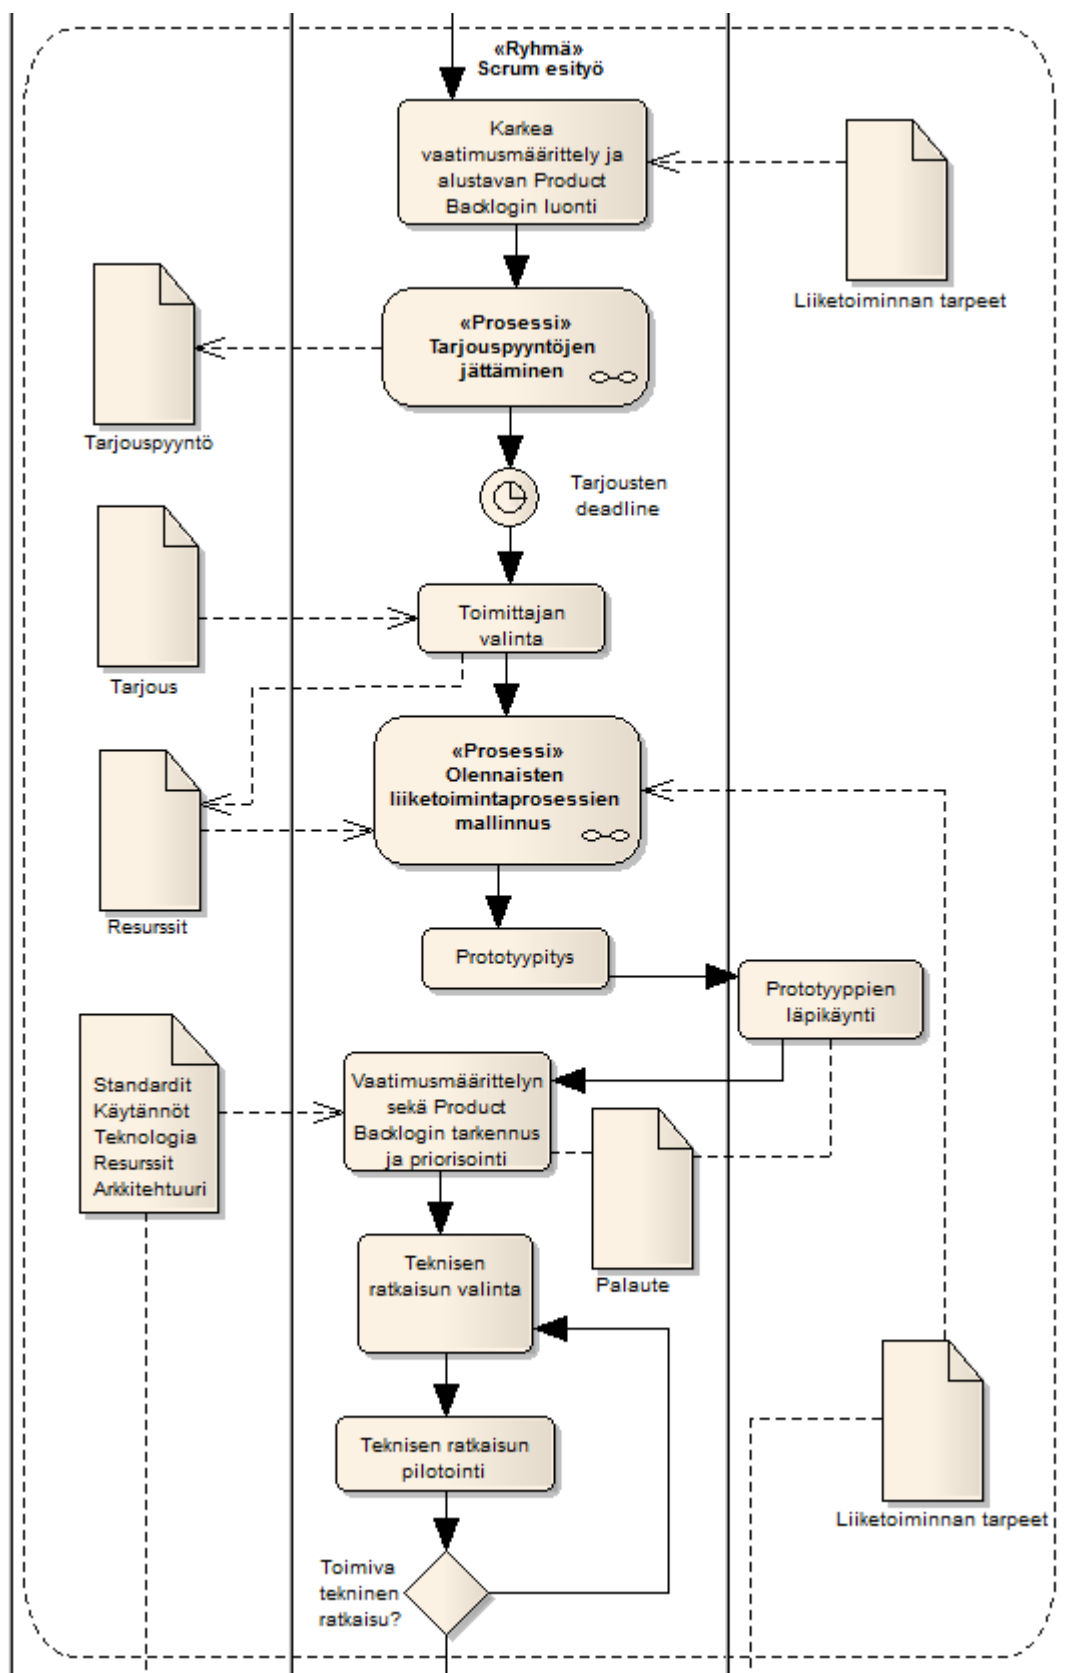 «Ryhmä»
Scrum esityö
Karkea
vaatimusmäärittely ja
alustavan Product
Backlogin luonti
Liiketoiminnan tarpeet
«Prosessi»
Tarjouspyyntöjen
jättäminen
Tarjouspyyntö
Tarjousten
deadline
Toimittajan
valinta
Tarjous
«Prosessi»
Olennaisten
liiketoimintaprosessien
mallinnus
Resurssit
Prototyypitys
Prototyyppien
läpikäynti
Standardit
Käytännöt
Teknologia
Resurssit
Arkkitehtuuri
Vaatimusmäärittelyn
sekä Product
Backlogin tarkennus
ja priorisointi
Teknisen
ratkaisun valinta
Palaute
Teknisen ratkaisun
pilotointi
Liiketoiminnan tarpeet
Toimiva
tekninen
ratkaisu?